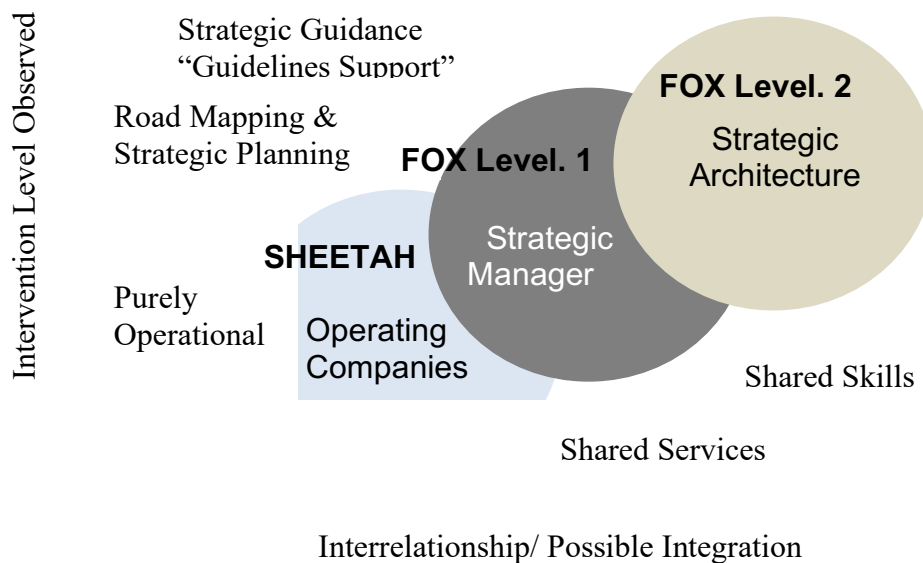 Intervention Level Observed
Strategic Guidance
“Guidelines Support”
Road Mapping &
Strategic Planning
Purely
Operational
SHEETAH
Operating
Companies
FOX Level. 1
Strategic
Manager
FOX Level. 2
Strategic
Architecture
Shared Skills
Shared Services
Interrelationship/ Possible Integration